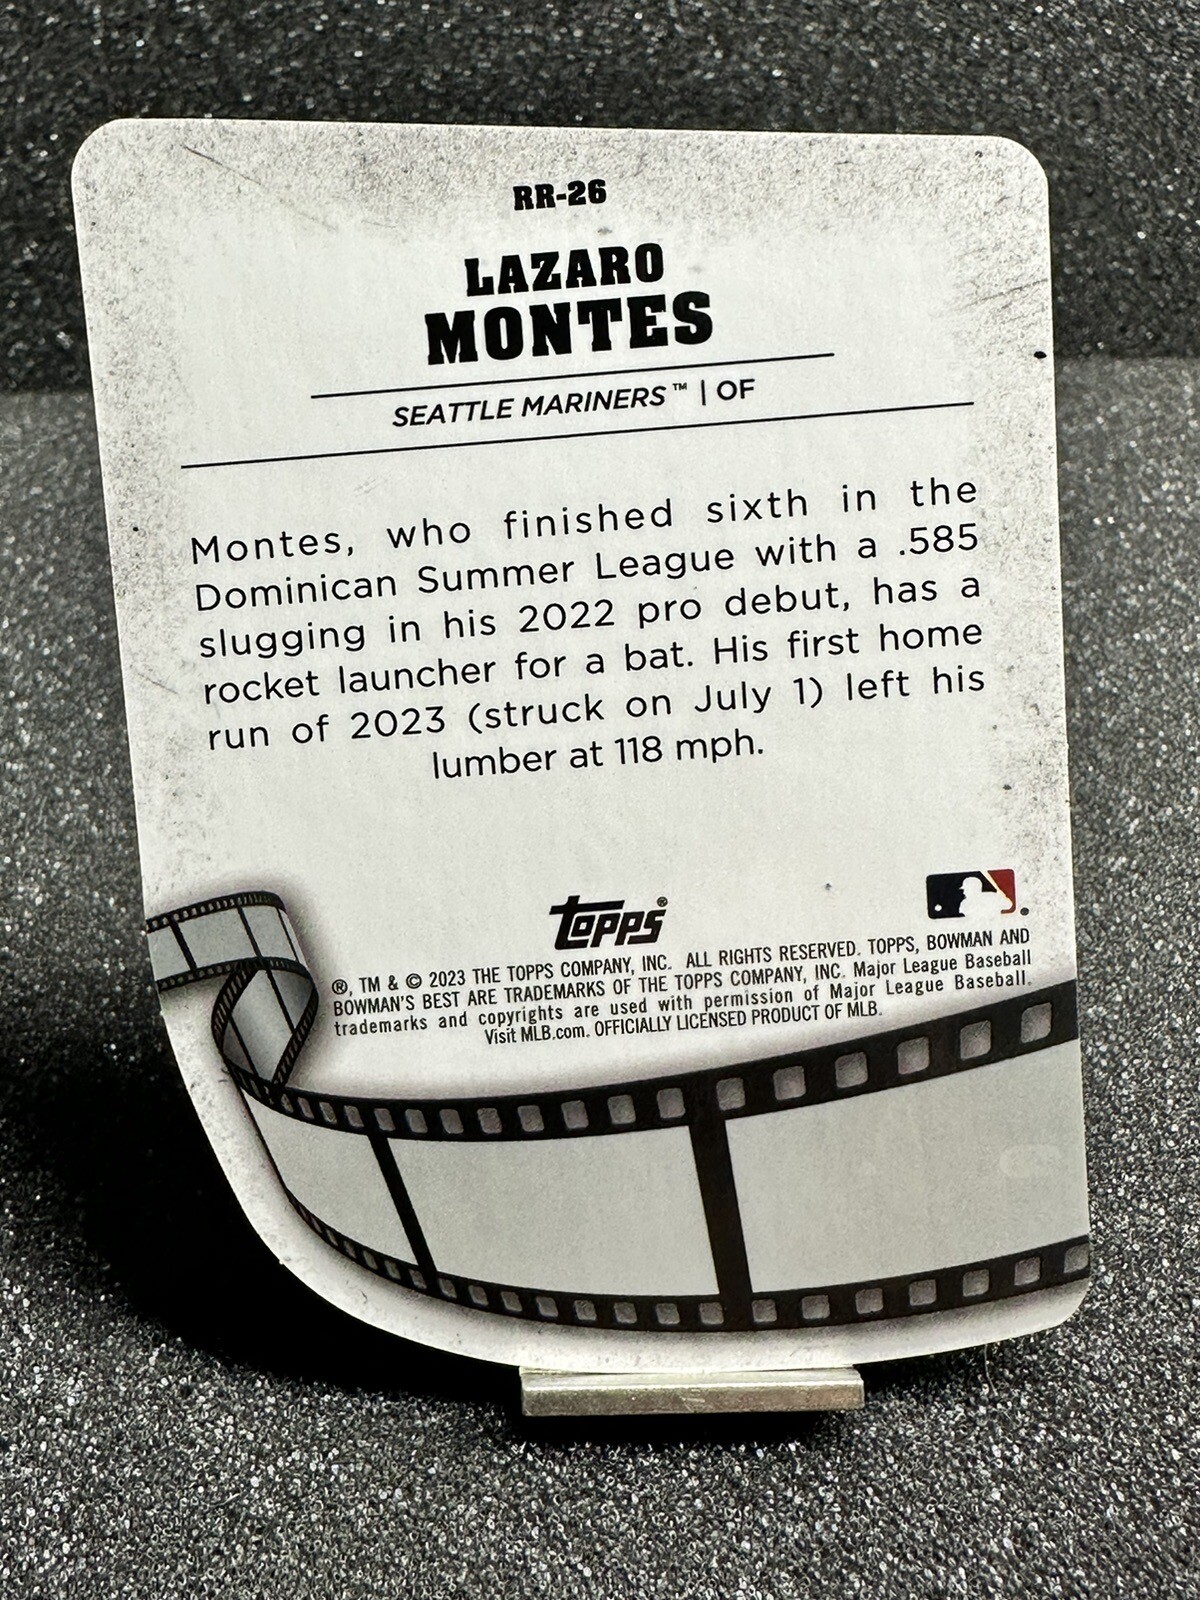 RR-26
LAZARO
MONTES
SEATTLE MARINERS™ | OF
Montes, who finished sixth in the
Dominican Summer League with a .585
slugging in his 2022 pro debut, has a
rocket launcher for a bat. His first home
run of 2023 (struck on July 1) left his
lumber at 118 mph.
TOPPS®
®, TM & © 2023 THE TOPPS COMPANY, INC. ALL RIGHTS RESERVED. TOPPS, BOWMAN AND
BOWMAN'S BEST ARE TRADEMARKS OF THE TOPPS COMPANY, INC. Major League Baseball
trademarks and copyrights are used with permission of Major League Baseball.
Visit MLB.com. OFFICIALLY LICENSED PRODUCT OF MLB.